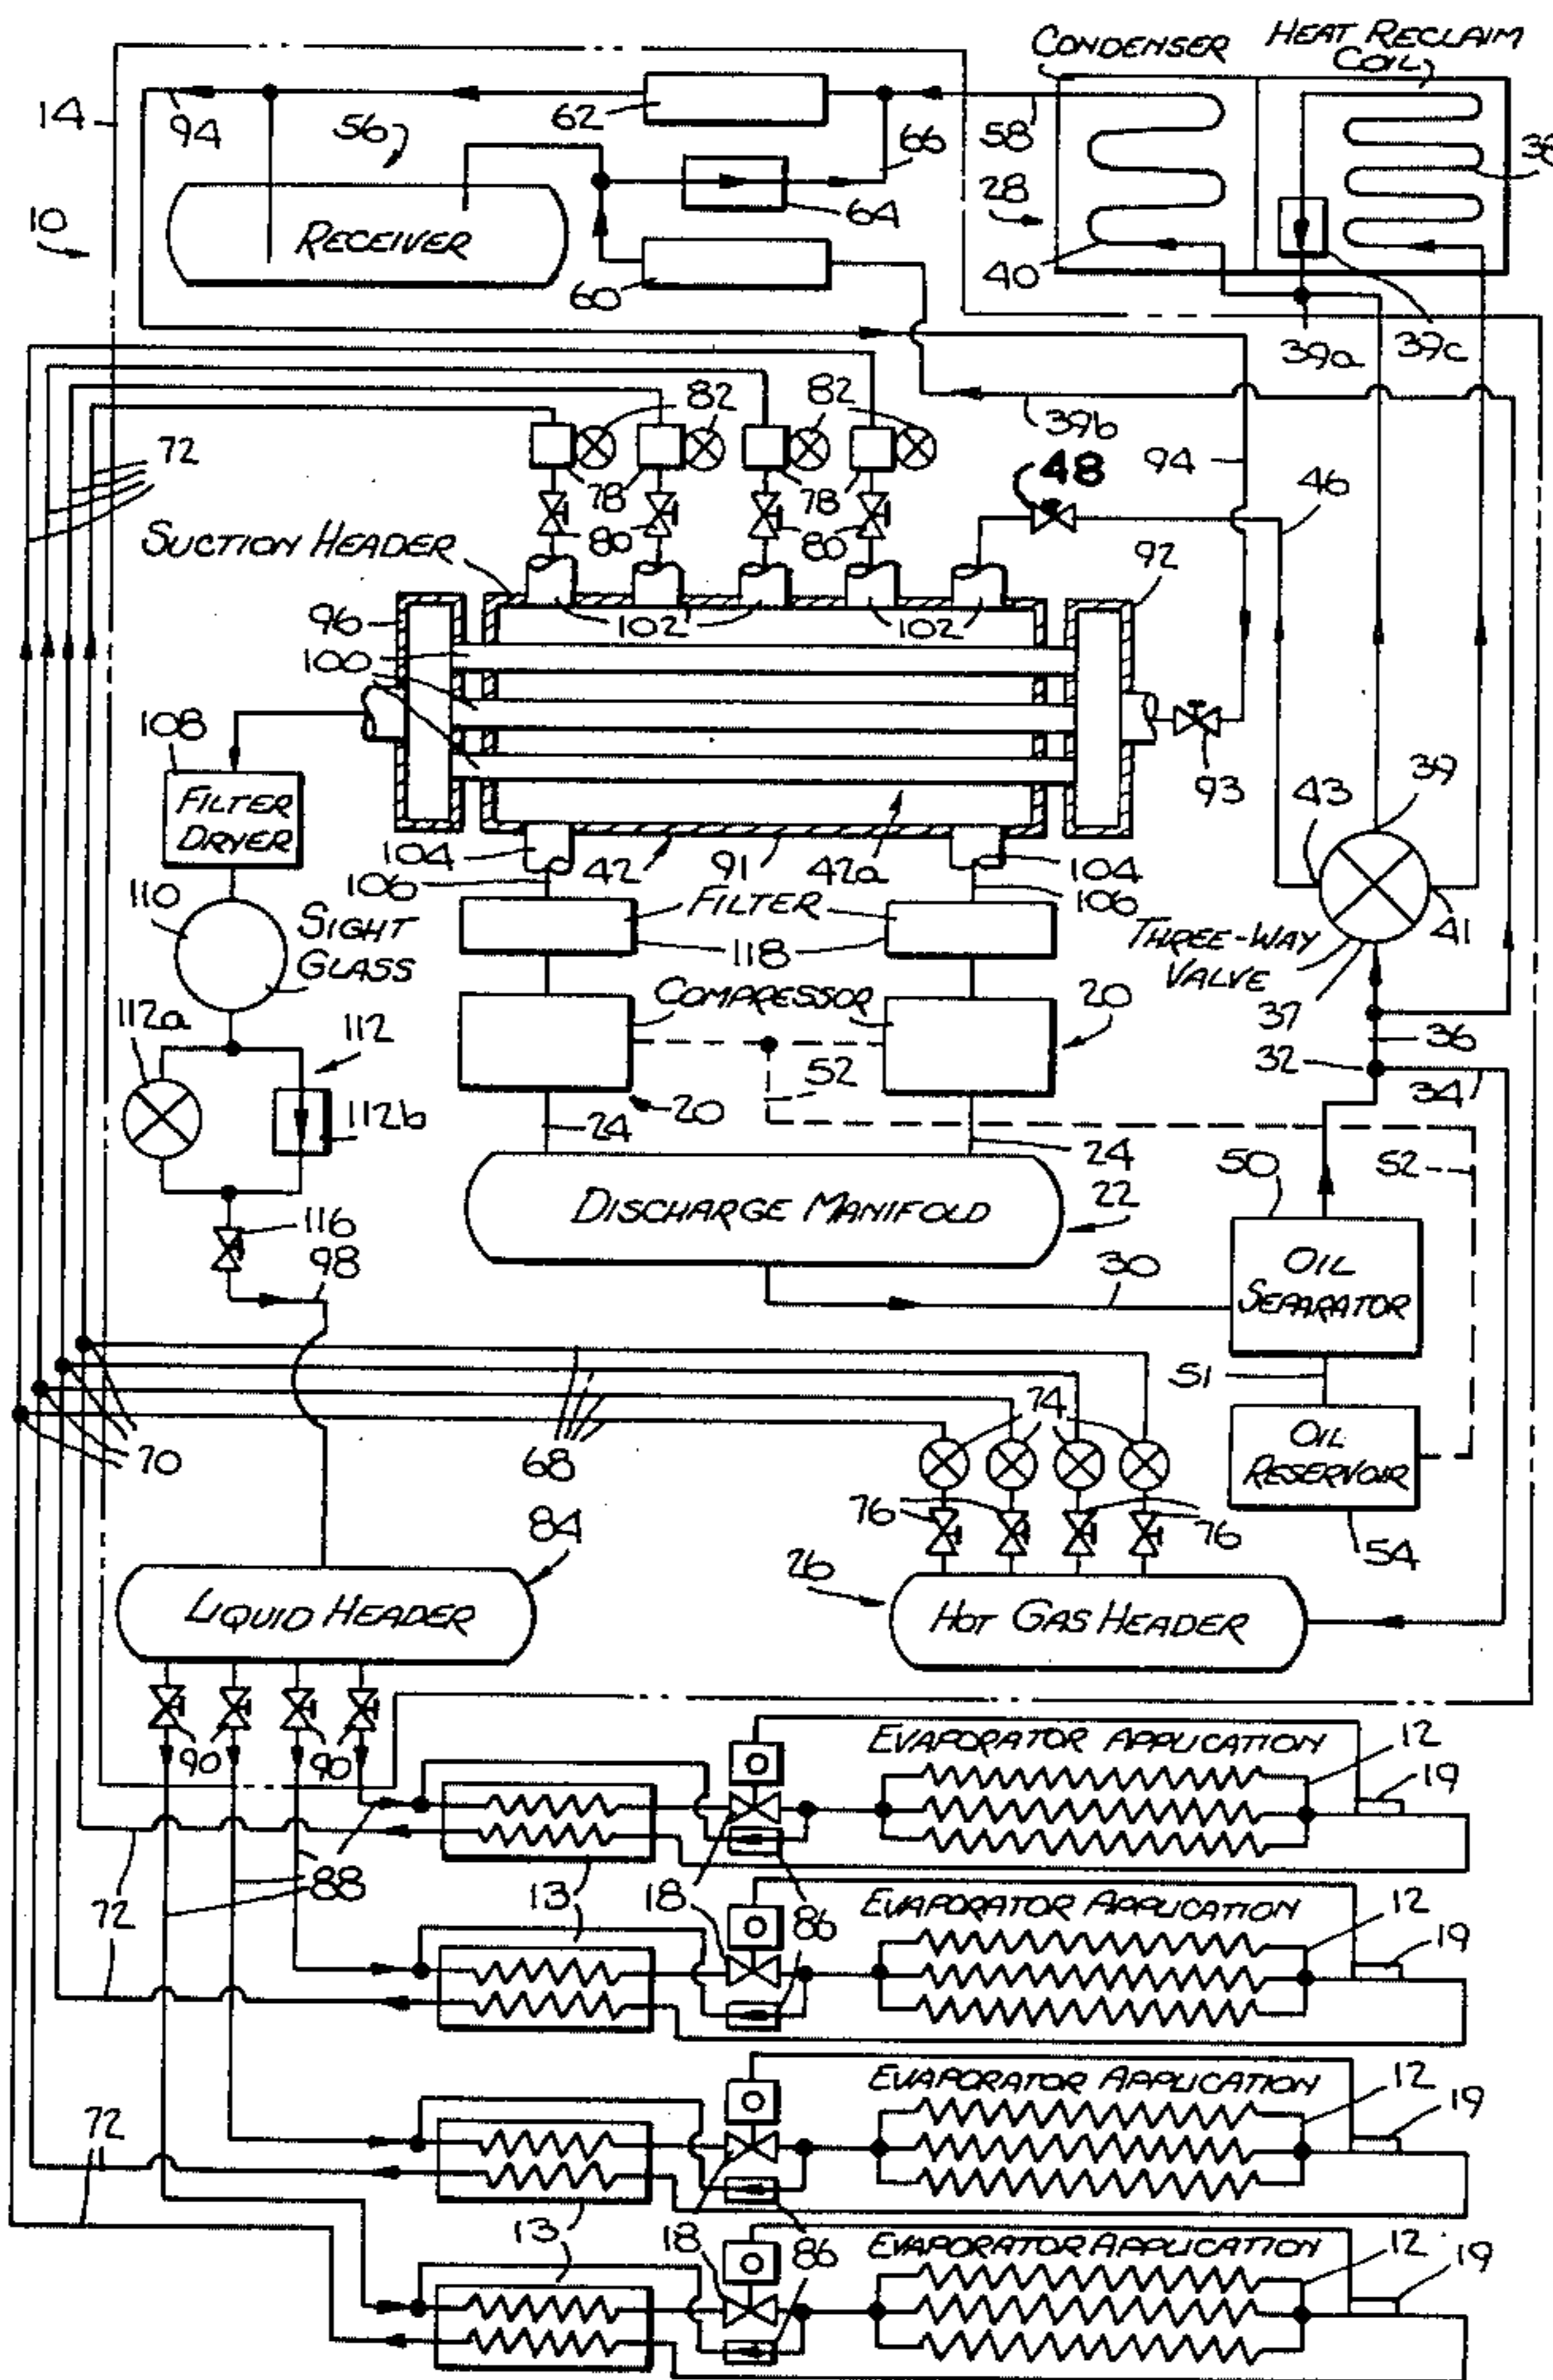 CONDENSER
HEAT RECLAIM
COIL
14
94
56
62
58
66
38
10
RECEIVER
64
28
60
40
39a
39c
82
82
39b
72
94
48
46
78
78
SUCTION HEADER
80
80
92
96
102
102
100
108
93
43
39
FILTER
DRYER
104
42
91
42a
104
106
106
41
110
FILTER
THREE-WAY
VALVE
SIGHT
GLASS
118
37
112a
COMPRESSOR
20
36
112
32
52
34
112b
20
24
24
50
52
DISCHARGE MANIFOLD
22
116
98
30
OIL
SEPARATOR
51
74
70
68
OIL
RESERVOIR
76
76
84
54
26
LIQUID HEADER
HOT GAS HEADER
90
90
EVAPORATOR APPLICATION
12
19
88
72
13
18
86
EVAPORATOR APPLICATION
12
19
72
EVAPORATOR APPLICATION
12
19
13
18
86
EVAPORATOR APPLICATION
12
19